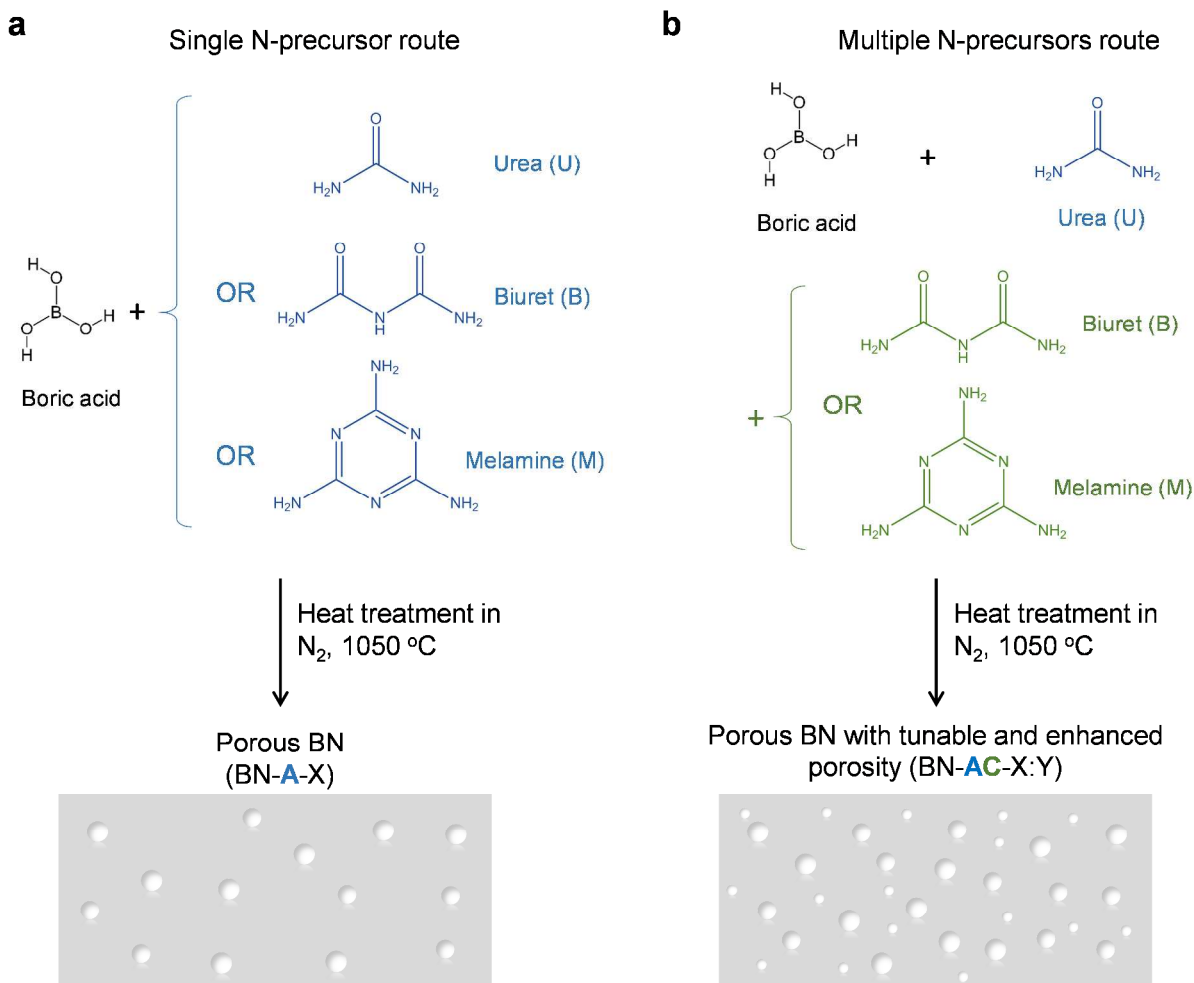 a
Single N-precursor route
O
H₂N
NH₂
Urea (U)
OR
O
O
H₂N
N
H
NH₂
Biuret (B)
H
O
B
O
H
O
H
+
Boric acid
OR
NH₂
N
N
N
H₂N
NH₂
Melamine (M)
Heat treatment in
N₂, 1050 ºC
Porous BN
(BN-A-X)
b
Multiple N-precursors route
H
O
B
O
H
O
H
Boric acid
+
O
H₂N
NH₂
Urea (U)
+
O
O
H₂N
N
H
NH₂
Biuret (B)
OR
NH₂
N
N
N
H₂N
NH₂
Melamine (M)
Heat treatment in
N₂, 1050 ºC
Porous BN with tunable and enhanced
porosity (BN-AC-X:Y)